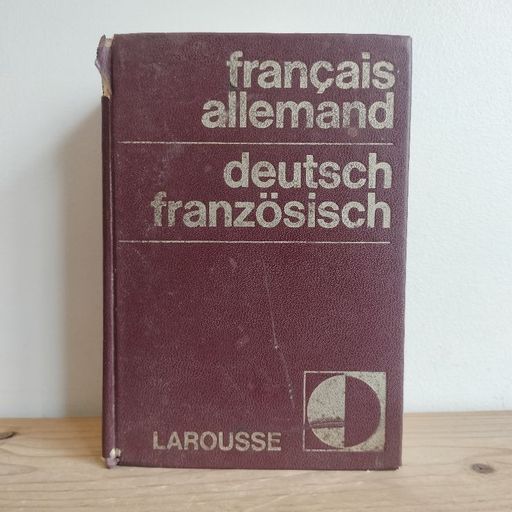 français
allemand
deutsch
französisch
LAROUSSE